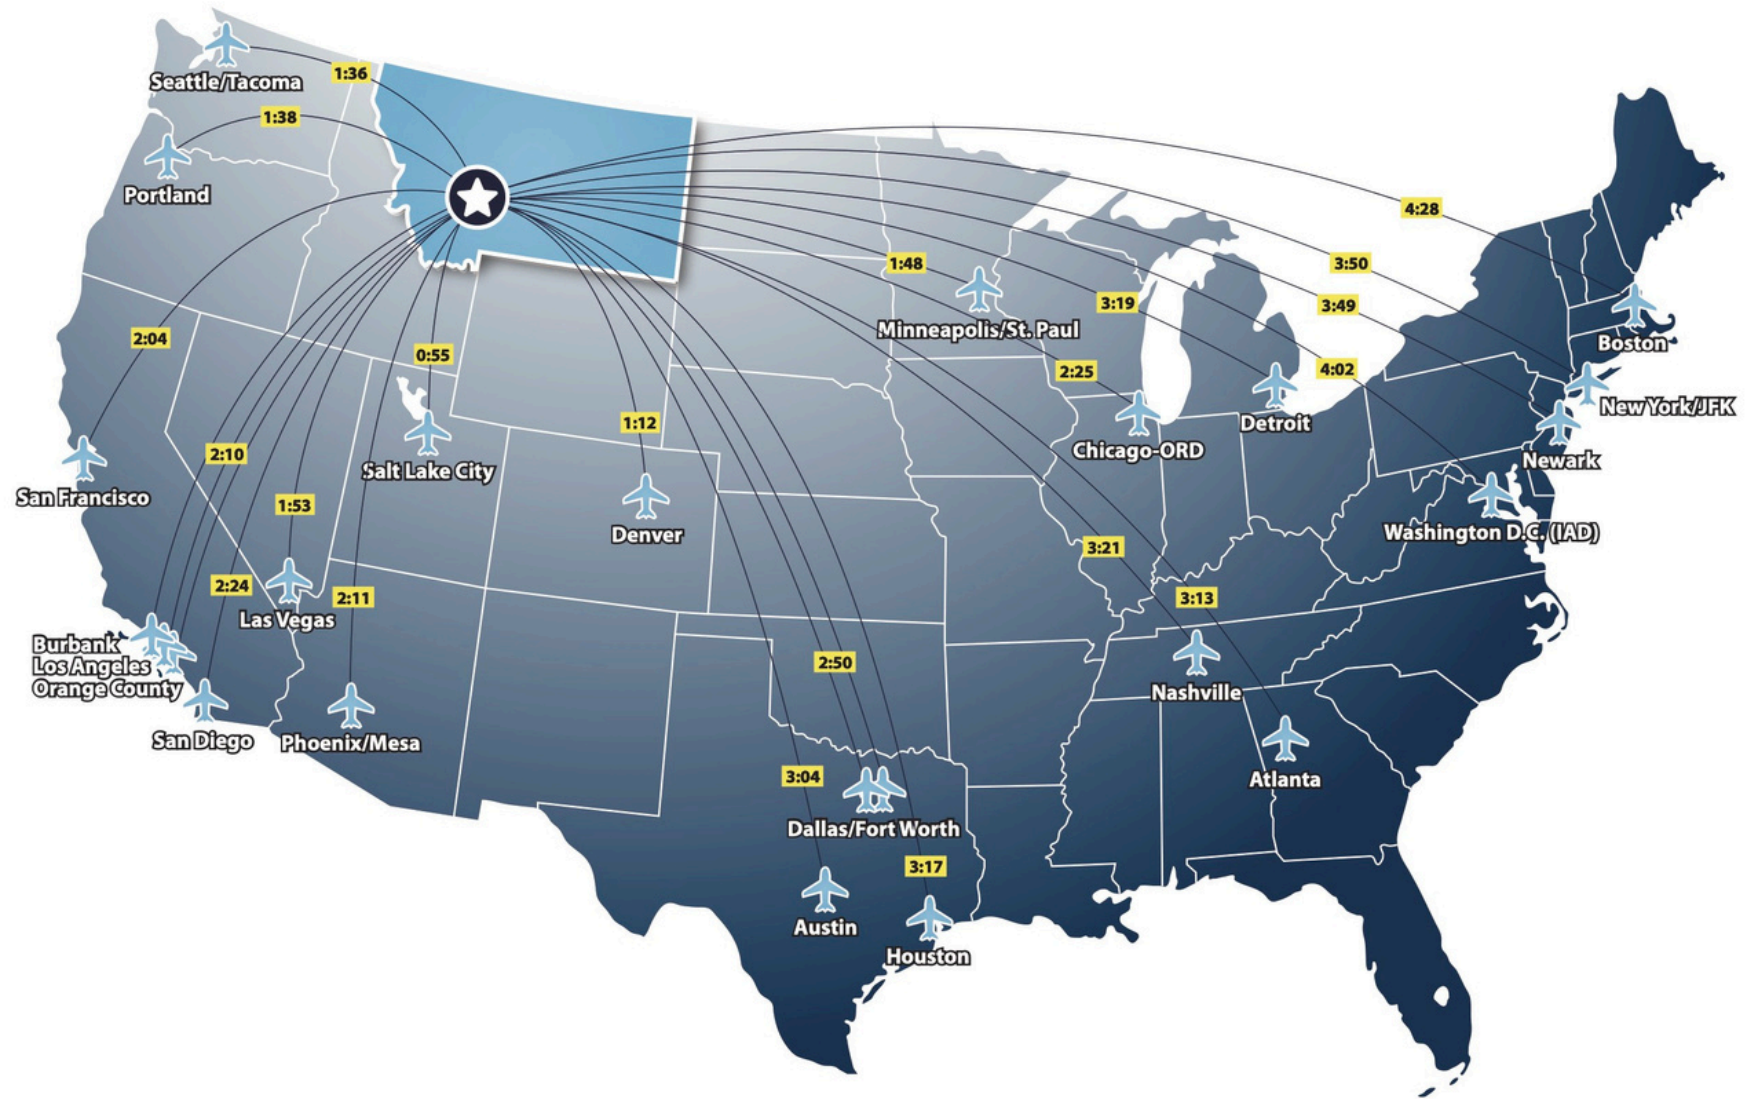 1:36
Seattle/Tacoma
1:38
Portland
4:28
3:50
1:48
3:19
3:49
Minneapolis/St. Paul
2:04
Boston
0:55
2:25
4:02
New York/JFK
1:12
Detroit
Chicago-ORD
2:10
Newark
Salt Lake City
San Francisco
1:53
Denver
Washington D.C. (IAD)
3:21
2:24
2:11
3:13
Las Vegas
Burbank
Los Angeles
Orange County
2:50
Nashville
San Diego
Phoenix/Mesa
3:04
Atlanta
Dallas/Fort Worth
3:17
Austin
Houston